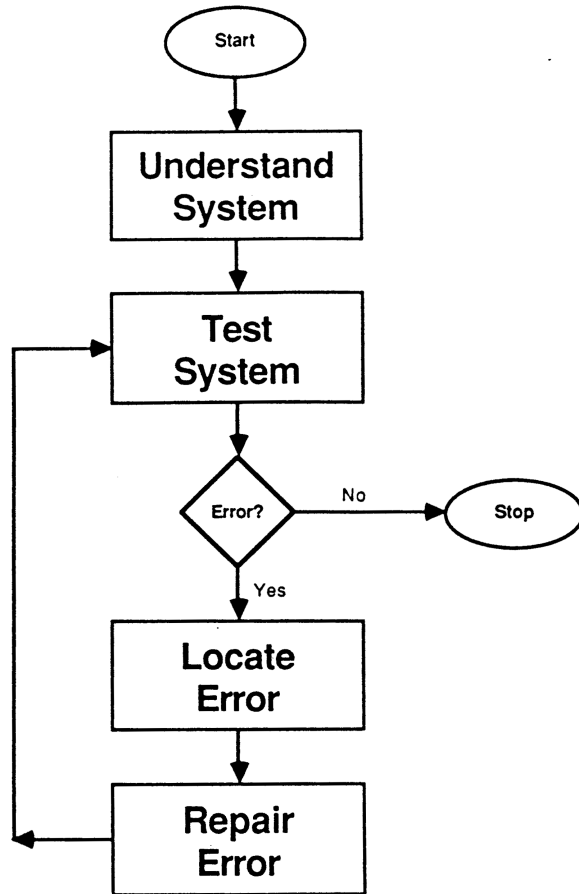 Start
Understand
System
Test
System
Error?
No
Stop
Yes
Locate
Error
Repair
Error